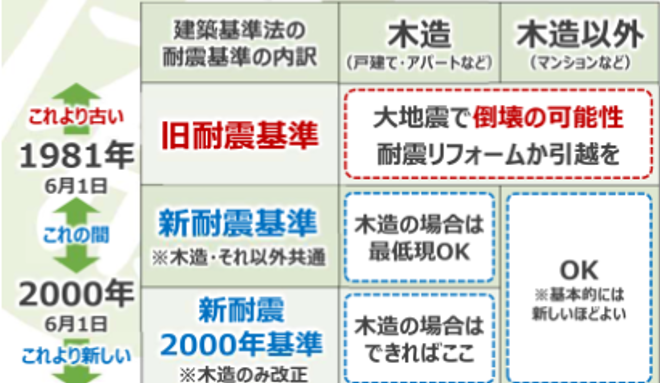 建築基準法の
耐震基準の内訳
木造
(戸建て・アパートなど)
木造以外
(マンションなど)
これより古い
1981年
6月1日
これの間
2000年
6月1日
これより新しい
旧耐震基準
大地震で倒壊の可能性
耐震リフォームか引越を
新耐震基準
※木造・それ以外共通
木造の場合は
最低現OK
OK
※基本的には
新しいほどよい
新耐震
2000年基準
※木造のみ改正
木造の場合は
できればここ